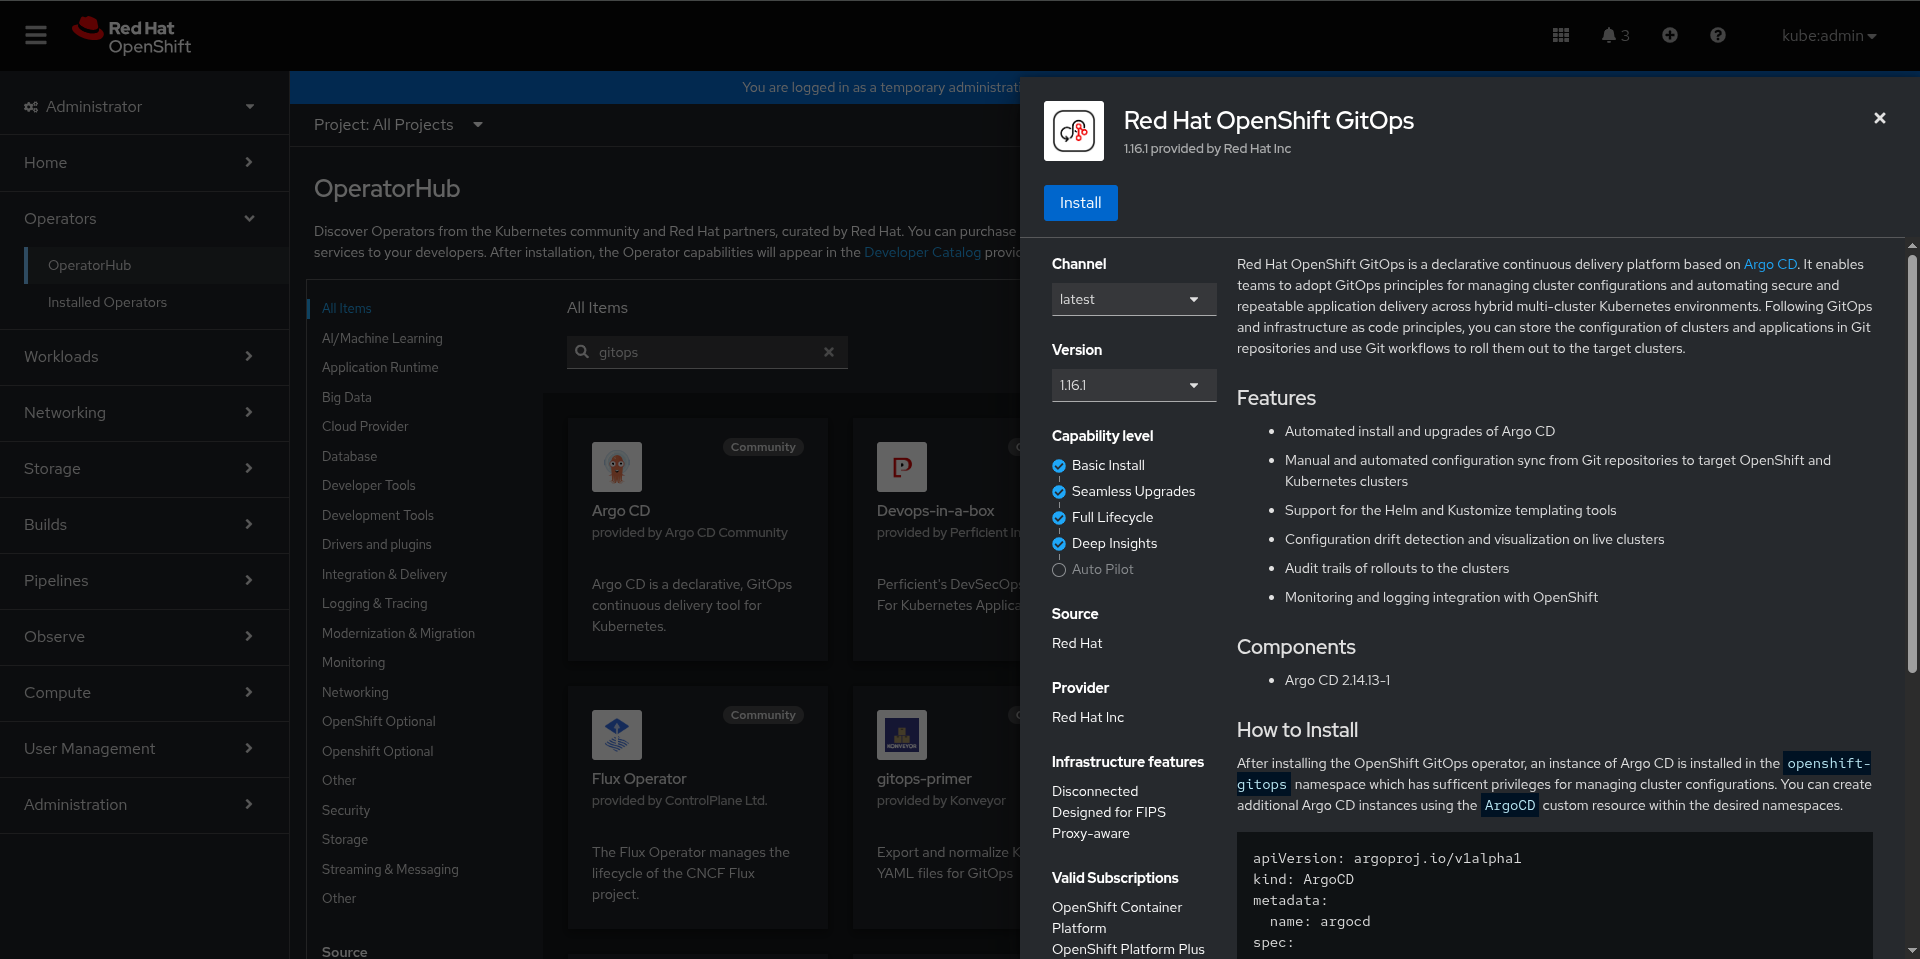 Red Hat
OpenShift
3
kube:admin
You are logged in as a temporary administrati
Administrator
Home
Operators
OperatorHub
Installed Operators
Workloads
Networking
Storage
Builds
Pipelines
Observe
Compute
User Management
Administration
Project: All Projects
OperatorHub
Discover Operators from the Kubernetes community and Red Hat partners, curated by Red Hat. You can purchase
services to your developers. After installation, the Operator capabilities will appear in the Developer Catalog
All Items
AI/Machine Learning
Application Runtime
Big Data
Cloud Provider
Database
Developer Tools
Development Tools
Drivers and plugins
Integration & Delivery
Logging & Tracing
Modernization & Migration
Monitoring
Networking
OpenShift Optional
Openshift Optional
Other
Security
Storage
Streaming & Messaging
Other
Source
All Items
gitops
Community
Argo CD
provided by Argo CD Community
Argo CD is a declarative, GitOps
continuous delivery tool for
Kubernetes.
Devops-in-a-box
provided by Perficient In
Perficient's DevSecOps
For Kubernetes Applica
Community
Flux Operator
provided by ControlPlane Ltd.
The Flux Operator manages the
lifecycle of the CNCF Flux
project.
KONVEYOR
gitops-primer
provided by Konveyor
Export and normalize K
YAML files for GitOps
Red Hat OpenShift GitOps
1.16.1 provided by Red Hat Inc
Install
Channel
latest
Version
1.16.1
Capability level
Basic Install
Seamless Upgrades
Full Lifecycle
Deep Insights
Auto Pilot
Source
Red Hat
Provider
Red Hat Inc
Infrastructure features
Disconnected
Designed for FIPS
Proxy-aware
Valid Subscriptions
OpenShift Container
Platform
OpenShift Platform Plus
Red Hat OpenShift GitOps is a declarative continuous delivery platform based on Argo CD. It enables
teams to adopt GitOps principles for managing cluster configurations and automating secure and
repeatable application delivery across hybrid multi-cluster Kubernetes environments. Following GitOps
and infrastructure as code principles, you can store the configuration of clusters and applications in Git
repositories and use Git workflows to roll them out to the target clusters.
Features
Automated install and upgrades of Argo CD
Manual and automated configuration sync from Git repositories to target OpenShift and
Kubernetes clusters
Support for the Helm and Kustomize templating tools
Configuration drift detection and visualization on live clusters
Audit trails of rollouts to the clusters
Monitoring and logging integration with OpenShift
Components
Argo CD 2.14.13-1
How to Install
After installing the OpenShift GitOps operator, an instance of Argo CD is installed in the openshift-
gitops namespace which has sufficent privileges for managing cluster configurations. You can create
additional Argo CD instances using the ArgoCD custom resource within the desired namespaces.
apiVersion: argoproj.io/v1alpha1
kind: ArgoCD
metadata:
name: argocd
spec: